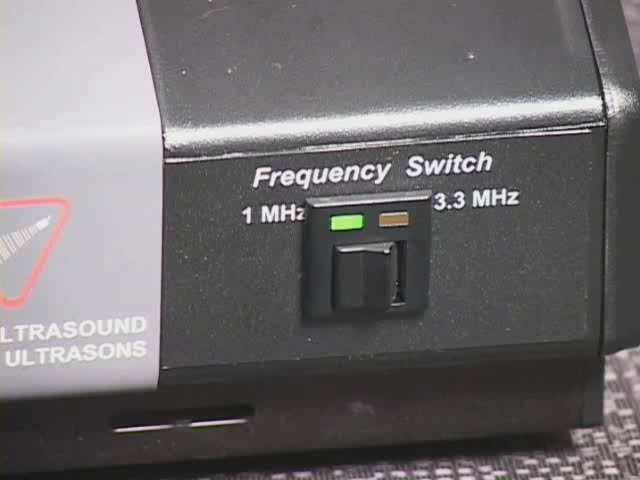 Frequency Switch
1 MHz 3.3 MHz
LTRASOUND
ULTRASONS